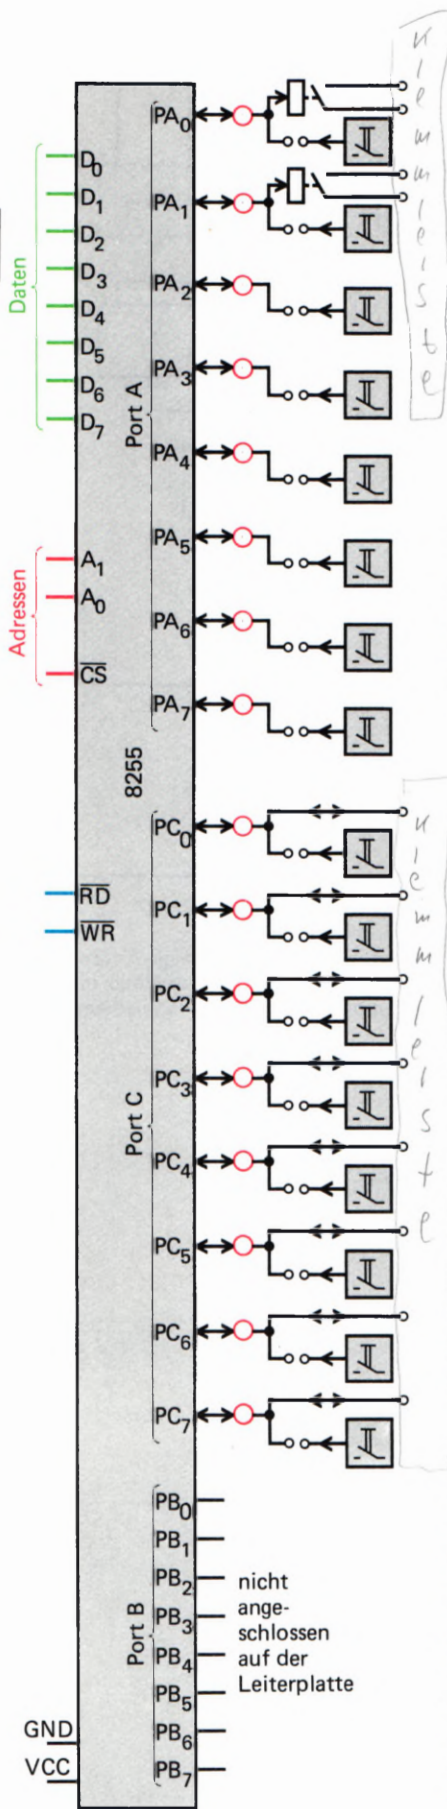 Klemmleiste
PA0
D0
D1
PA1
D2
D3
Daten
PA2
D4
D5
PA3
D6
D7
Port A
PA4
PA5
A1
A0
Adressen
PA6
CS
PA7
8255
PC0
Klemmleiste
RD
PC1
WR
PC2
PC3
Port C
PC4
PC5
PC6
PC7
PB0
PB1
PB2
PB3
PB4
PB5
PB6
PB7
Port B
nicht
ange-
schlossen
auf der
Leiterplatte
GND
VCC